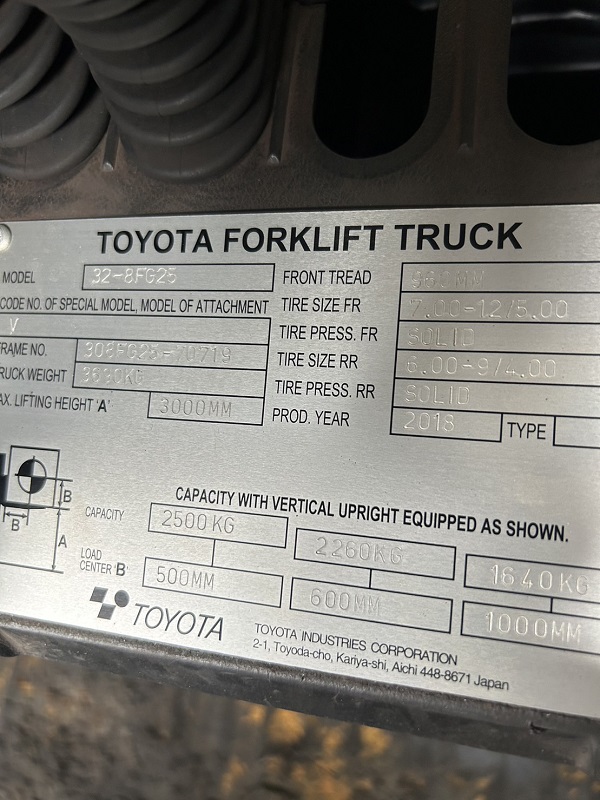 TOYOTA FORKLIFT TRUCK
MODEL 32-8FG25 FRONT TREAD
CODE NO. OF SPECIAL MODEL, MODEL OF ATTACHMENT TIRE SIZE FR 7.00-12/5.00
V TIRE PRESS. FR SOLID
RAME NO. 308FG25-70719 TIRE SIZE RR 6.00-9/4.00
RUCK WEIGHT 3690KG TIRE PRESS. RR SOLID
AX. LIFTING HEIGHT 'A' 3000MM PROD. YEAR 2018 TYPE
B
B
A
CAPACITY WITH VERTICAL UPRIGHT EQUIPPED AS SHOWN.
CAPACITY 2500KG 2260KG 1640KG
LOAD CENTER 'B' 500MM 600MM 1000MM
TOYOTA TOYOTA INDUSTRIES CORPORATION
2-1, Toyoda-cho, Kariya-shi, Aichi 448-8671 Japan